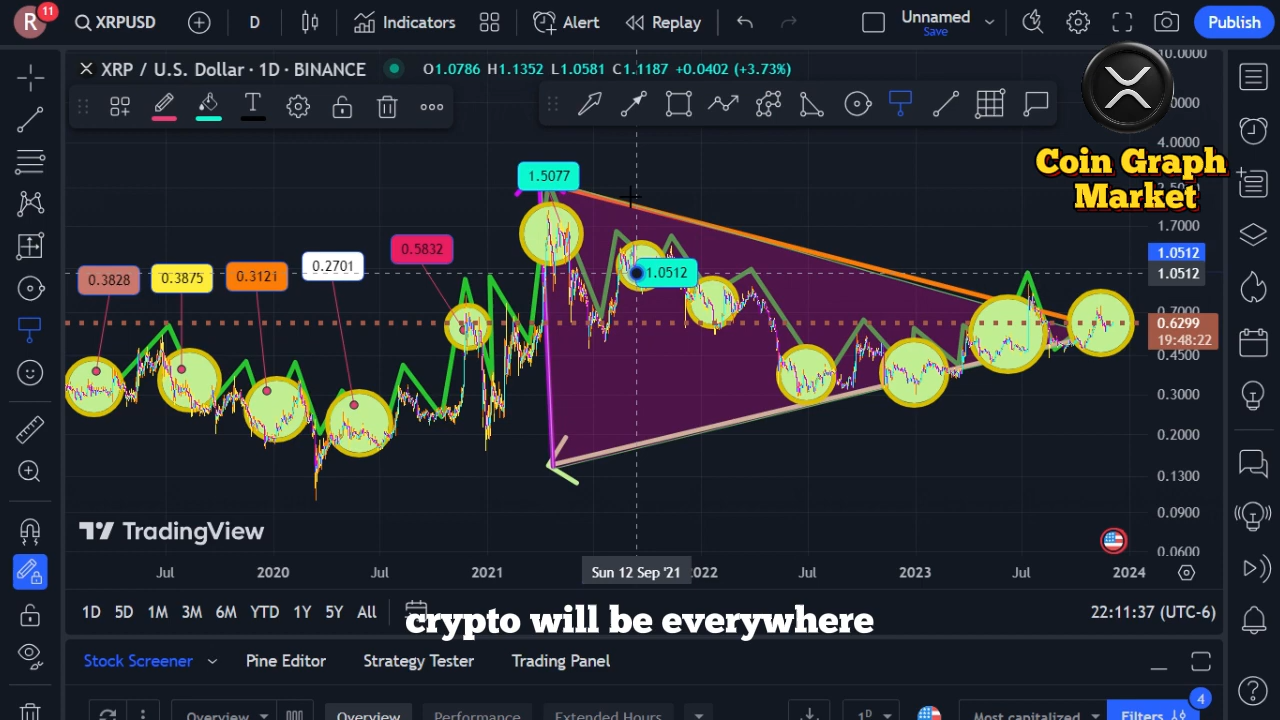 R 11 XRPUSD D Indicators Alert Replay Unnamed Save Publish
XRP / U.S. Dollar · 1D · BINANCE O1.0786 H1.1352 L1.0581 C1.1187 +0.0402 (+3.73%)
T
Coin Graph
Market
10.0000
4.0000
1.7000
1.0512
1.0512
0.6299
19:48:22
0.4500
0.3000
0.2000
0.1300
0.0900
0.0600
1.5077
0.5832
0.2701
0.312
0.3875
0.3828
1.0512
TradingView
Jul 2020 Jul 2021 Sun 12 Sep '21 2022 Jul 2023 Jul 2024
1D 5D 1M 3M 6M YTD 1Y 5Y All 22:11:37 (UTC-6)
crypto will be everywhere
Stock Screener Pine Editor Strategy Tester Trading Panel
4
Overview Overview Performance Extended Hours 1D Most capitalized Filters